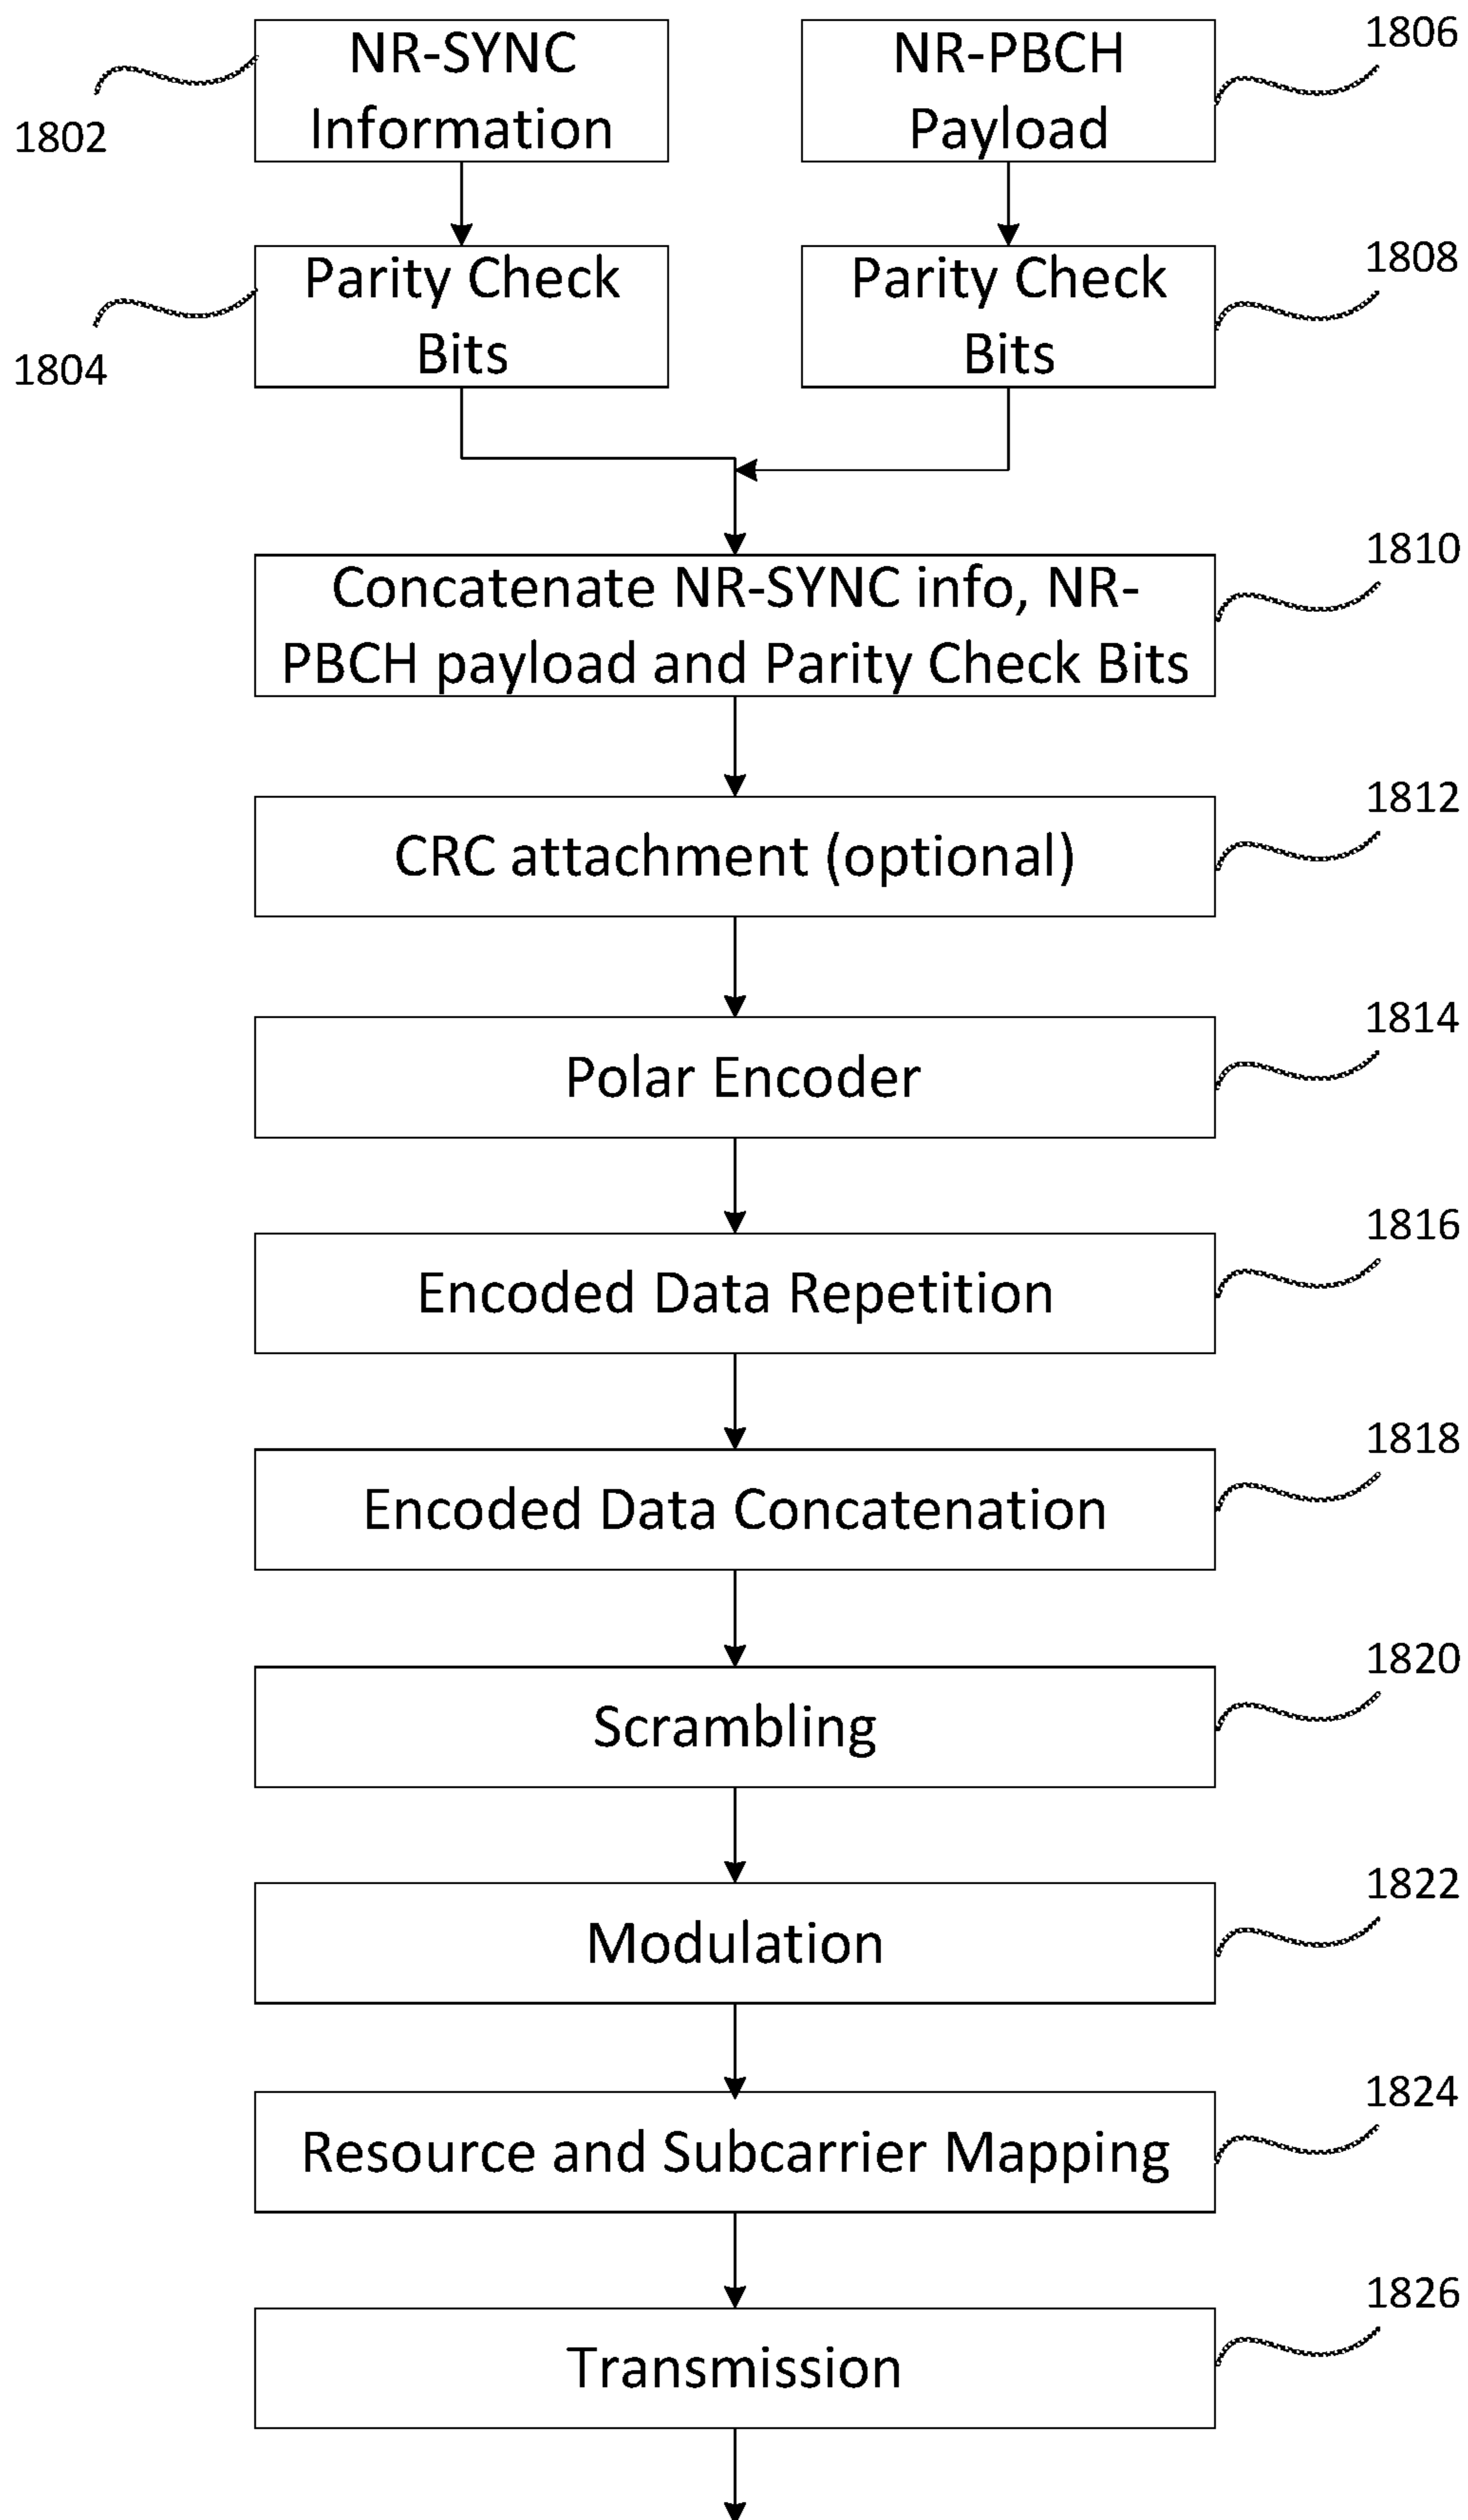 NR-SYNC
Information
1802
NR-PBCH
Payload
1806
Parity Check
Bits
1804
Parity Check
Bits
1808
Concatenate NR-SYNC info, NR-
PBCH payload and Parity Check Bits
1810
CRC attachment (optional)
1812
Polar Encoder
1814
Encoded Data Repetition
1816
Encoded Data Concatenation
1818
Scrambling
1820
Modulation
1822
Resource and Subcarrier Mapping
1824
Transmission
1826